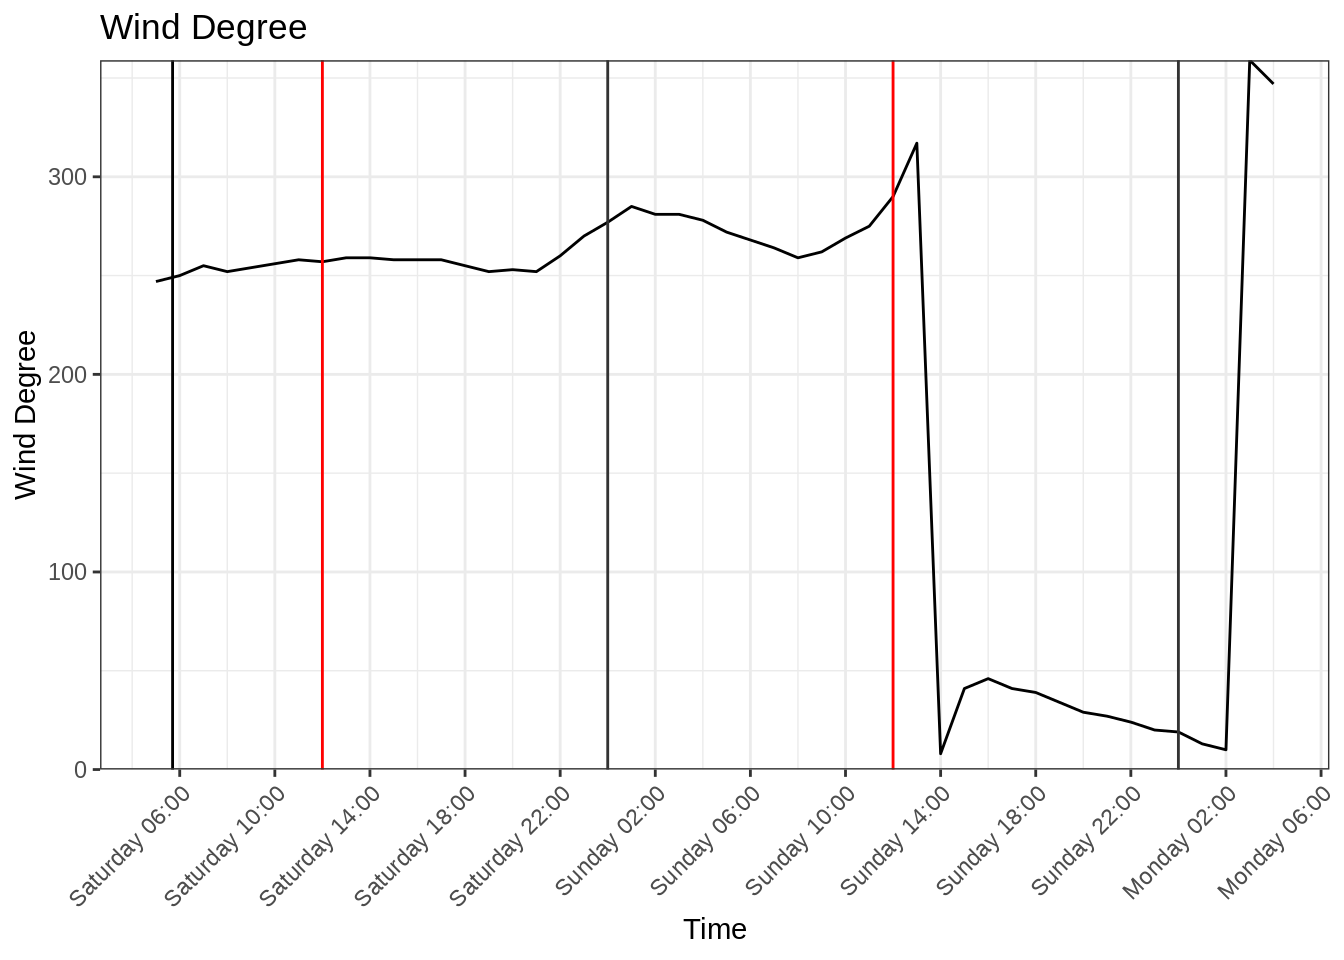 Wind Degree
Wind Degree
300
200
100
0
Saturday 06:00
Saturday 10:00
Saturday 14:00
Saturday 18:00
Saturday 22:00
Sunday 02:00
Sunday 06:00
Sunday 10:00
Sunday 14:00
Sunday 18:00
Sunday 22:00
Monday 02:00
Monday 06:00
Time